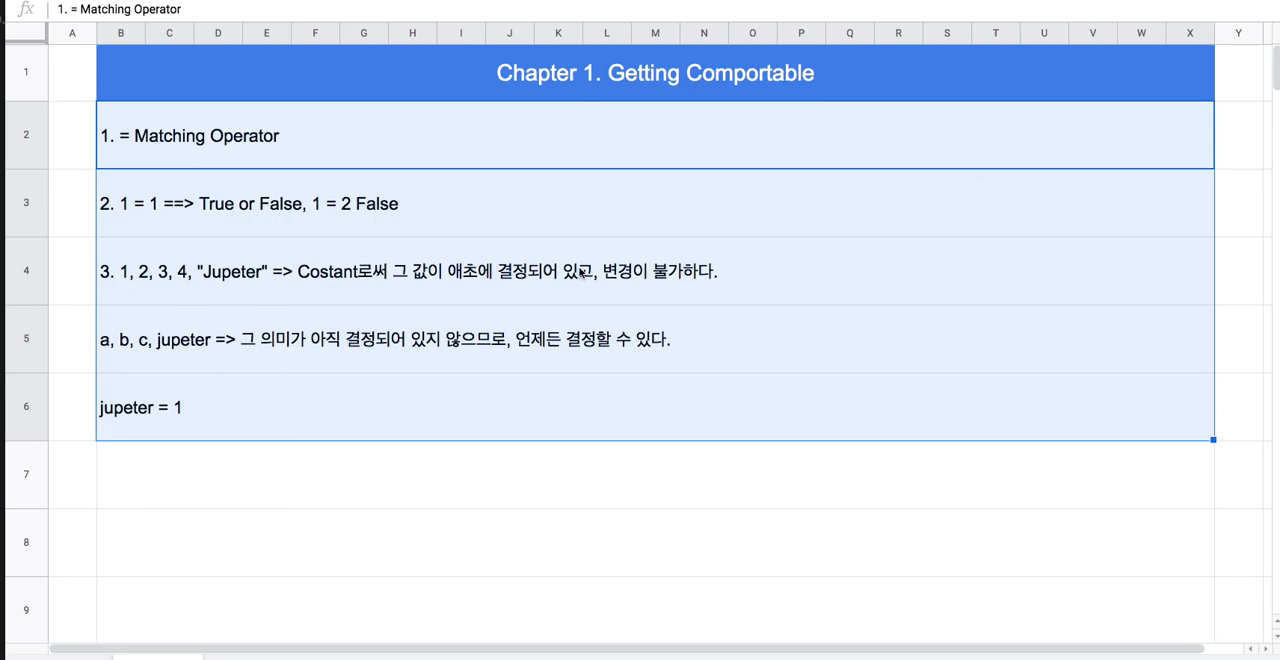 fx 1. = Matching Operator
A B C D E F G H I J K L M N O P Q R S T U V W X Y
1 Chapter 1. Getting Comportable
2 1. = Matching Operator
3 2. 1 = 1 ==> True or False, 1 = 2 False
4 3. 1, 2, 3, 4, "Jupeter" => Costant로써 그 값이 애초에 결정되어 있고, 변경이 불가하다.
5 a, b, c, jupeter => 그 의미가 아직 결정되어 있지 않으므로, 언제든 결정할 수 있다.
6 jupeter = 1
7
8
9